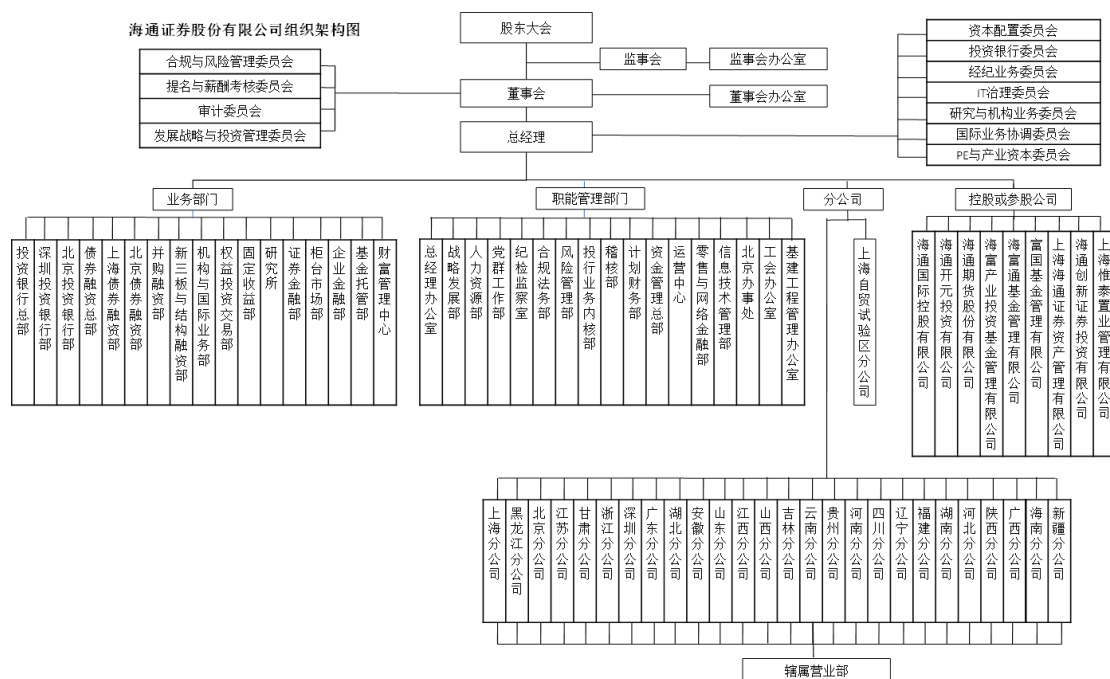 海通证券股份有限公司组织架构图
股东大会
监事会
监事会办公室
董事会
董事会办公室
总经理
合规与风险管理委员会
提名与薪酬考核委员会
审计委员会
发展战略与投资管理委员会
资本配置委员会
投资银行委员会
经纪业务委员会
IT治理委员会
研究与机构业务委员会
国际业务协调委员会
PE与产业资本委员会
业务部门
职能管理部门
分公司
控股或参股公司
投资银行总部
深圳投资银行部
北京投资银行部
债券融资总部
上海债券融资部
北京债券融资部
并购融资部
新三板与结构融资部
机构与国际业务部
权益投资交易部
固定收益部
研究所
证券金融部
柜台市场部
企业金融部
基金托管部
财富管理中心
总经理办公室
战略发展部
人力资源部
党群工作部
纪检监察室
合规法务部
风险管理部
投行业务内核部
稽核部
计划财务部
资金管理总部
运营中心
零售与网络金融部
信息技术管理部
北京办事处
工会办公室
基建工程管理办公室
上海自贸试验区分公司
海通国际控股有限公司
海通开元投资有限公司
海通期货股份有限公司
海富产业投资基金管理有限公司
海富通基金管理有限公司
富国基金管理有限公司
上海海通证券资产管理有限公司
海通创新证券投资有限公司
上海惟泰置业管理有限公司
上海分公司
黑龙江分公司
北京分公司
江苏分公司
甘肃分公司
浙江分公司
深圳分公司
广东分公司
湖北分公司
安徽分公司
山东分公司
江西分公司
山西分公司
吉林分公司
云南分公司
贵州分公司
河南分公司
四川分公司
辽宁分公司
福建分公司
湖南分公司
河北分公司
陕西分公司
广西分公司
海南分公司
新疆分公司
辖属营业部